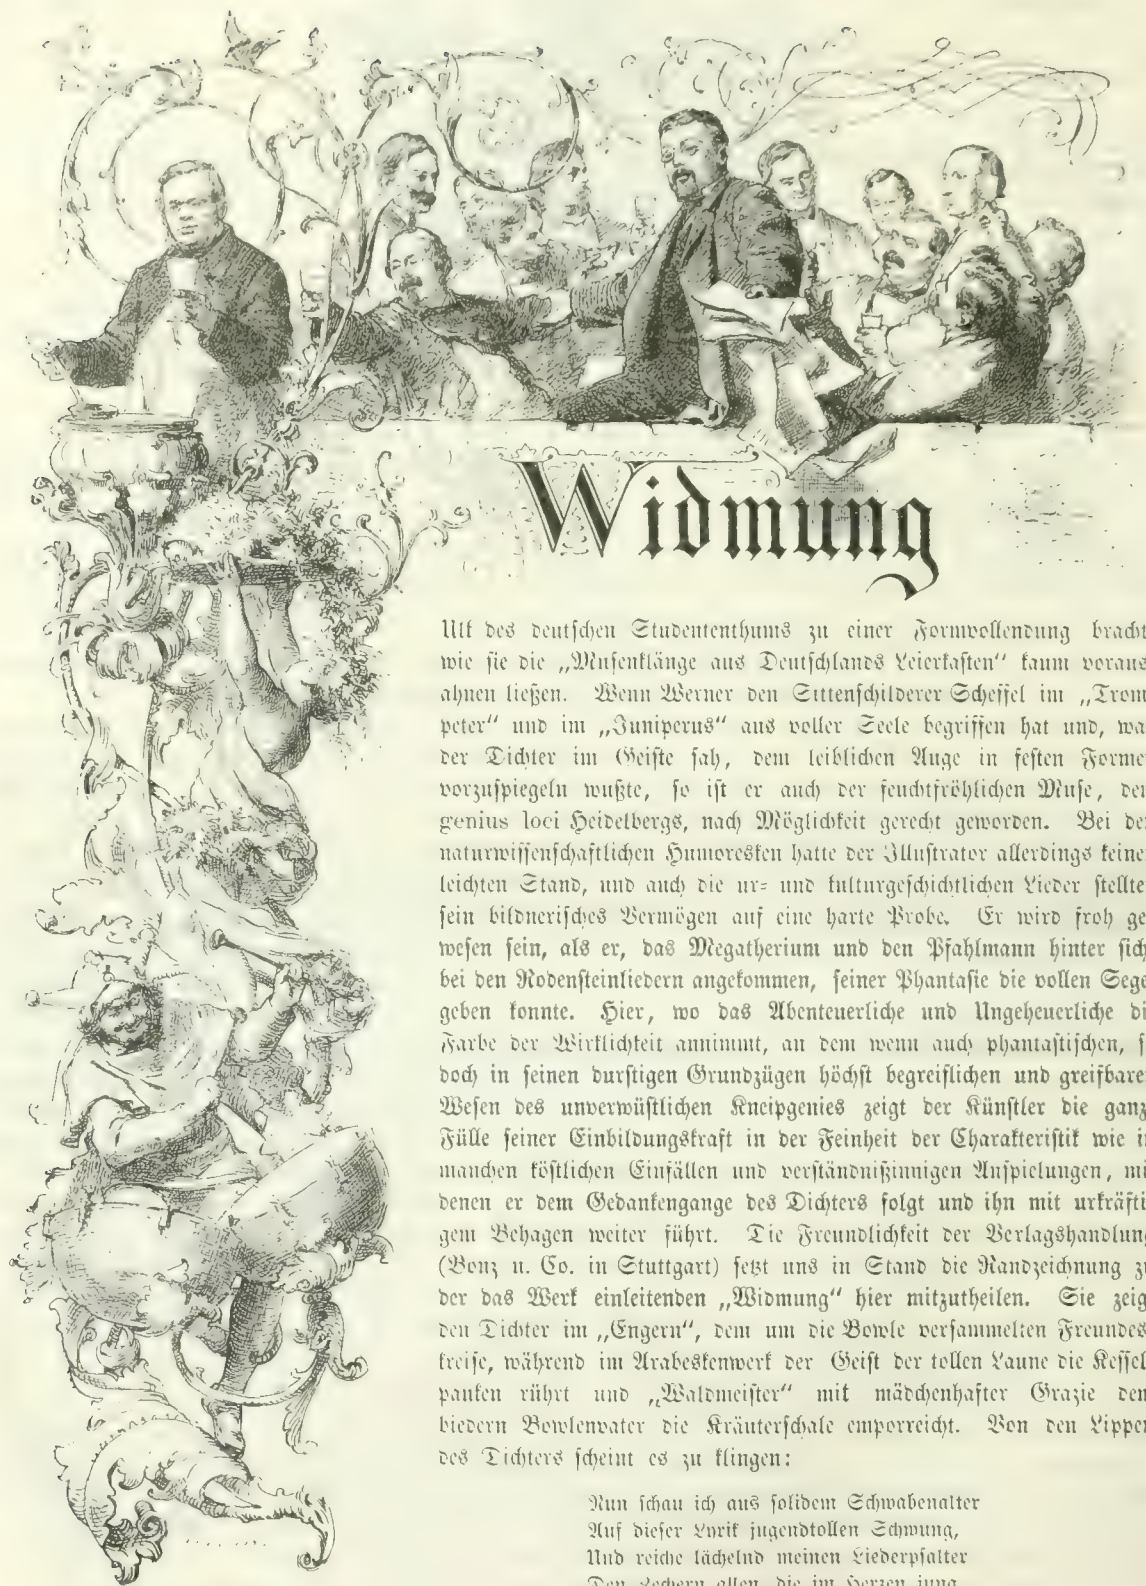 Widmung
Ulk des deutschen Studententhums zu einer Formvollendung bracht
wie sie die „Musenklänge aus Deutschlands Leierkasten" kaum voraus
ahnen ließen. Wenn Werner den Sittenschilderer Scheffel im „Trom
peter" und im „Juniperus" aus voller Seele begriffen hat und, wa
der Dichter im Geiste sah, dem leiblichen Auge in festen Forme
vorzuspiegeln wußte, so ist er auch der feuchtfröhlichen Muse, dem
genius loci Heidelbergs, nach Möglichkeit gerecht geworden. Bei de
naturwissenschaftlichen Humoresken hatte der Illustrator allerdings keine
leichten Stand, und auch die ur- und kulturgeschichtlichen Lieder stellte
sein bildnerisches Vermögen auf eine harte Probe. Er wird froh ge
wesen sein, als er, das Megatherium und den Pfahlmann hinter sich
bei den Rodensteinliedern angekommen, seiner Phantasie die vollen Sege
geben konnte. Hier, wo das Abenteuerliche und Ungeheuerliche di
Farbe der Wirklichkeit annimmt, an dem wenn auch phantastischen, s
doch in seinen durstigen Grundzügen höchst begreiflichen und greifbare
Wesen des unverwüstlichen Kneipgenies zeigt der Künstler die ganz
Fülle seiner Einbildungskraft in der Feinheit der Charakteristik wie i
manchen köstlichen Einfällen und verständnißinnigen Anspielungen, mi
denen er dem Gedankengange des Dichters folgt und ihn mit urkräfti
gem Behagen weiter führt. Die Freundlichkeit der Verlagshandlung
(Bonz u. Co. in Stuttgart) setzt uns in Stand die Randzeichnung z
der das Werk einleitenden „Widmung" hier mitzutheilen. Sie zeig
den Dichter im „Engern", dem um die Bowle versammelten Freundes
kreise, während im Arabeskenwerk der Geist der tollen Laune die Kessel
pauken rührt und „Waldmeister" mit mädchenhafter Grazie dem
biedern Bowlenvater die Kräuterschale emporreicht. Von den Lippen
des Dichters scheint es zu klingen:
Nun schau ich aus solidem Schwabenalter
Auf dieser Lyrik jugendtollen Schwung,
Und reiche lächelnd meinen Liederpsalter
Den Zechern allen, die im Herzen jung